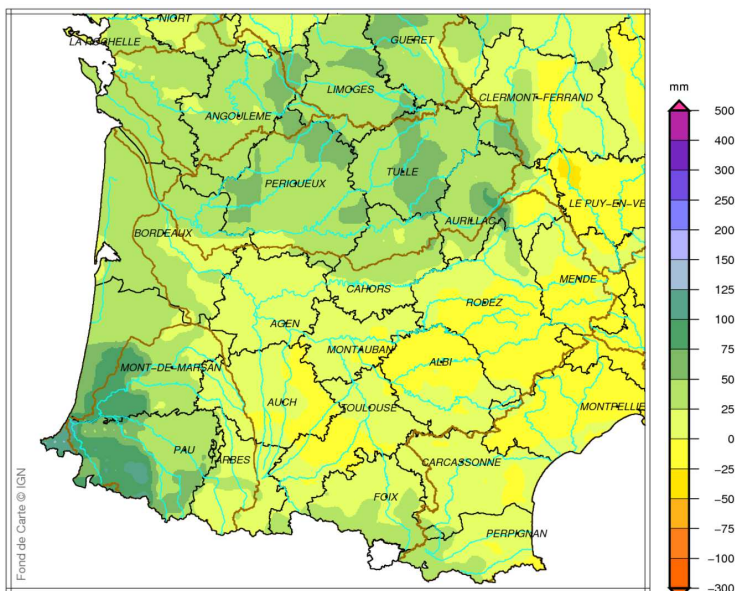 NIORT
LA ROCHELLE
GUERET
LIMOGES
CLERMONT-FERRAND
ANGOULEME
PERIGUEUX
TULLE
LE PUY-EN-VE
AURILLAC
BORDEAUX
MENDE
CAHORS
RODEZ
AGEN
MONTAUBAN
ALBI
MONT-DE-MARSAN
AUCH
TOULOUSE
MONTPELLIE
PAU
TARBES
CARCASSONNE
FOIX
PERPIGNAN
Fond de Carte © IGN
mm
500
400
300
250
200
150
125
100
75
50
25
0
-25
-50
-75
-100
-300